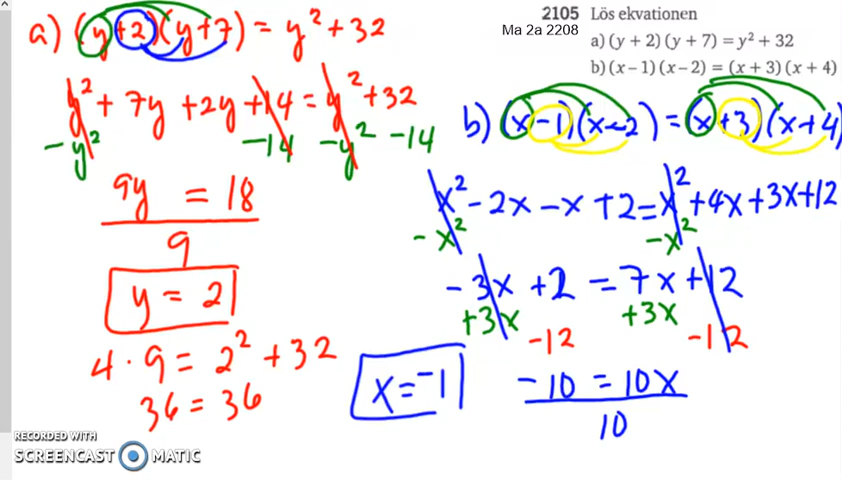 2105 Lös ekvationen
Ma 2a 2208
a) (y + 2) (y + 7) = y² + 32
b) (x − 1) (x − 2) = (x + 3) (x + 4)
a) (y+2)(y+7) = y² + 32
y² + 7y + 2y + 14 = y² + 32
−y² −14 −y² −14
9y = 18
9
y = 2
4 · 9 = 2² + 32
36 = 36
b) (x−1)(x−2) = (x+3)(x+4)
x² − 2x − x + 2 = x² + 4x + 3x + 12
−x² −x²
−3x + 2 = 7x + 12
+3x +3x
−12 −12
−10 = 10x
10
x = −1
RECORDED WITH
SCREENCAST MATIC